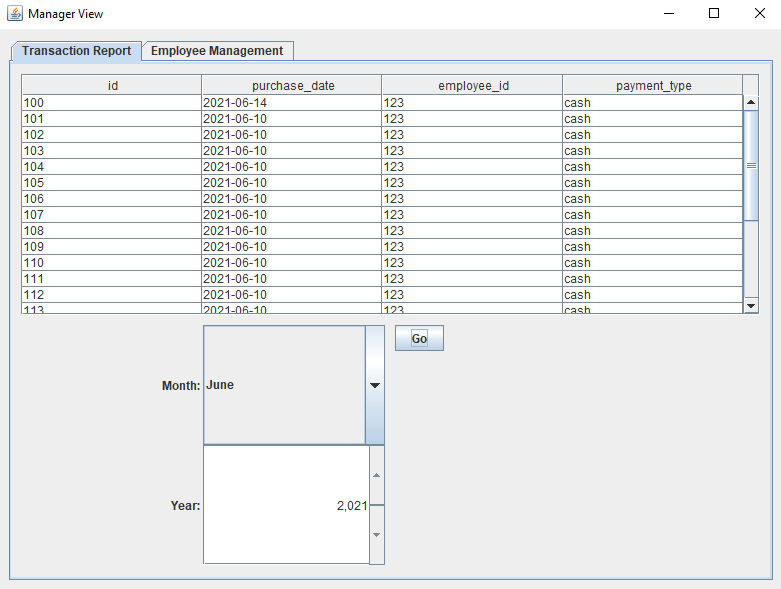 Manager View
Transaction Report Employee Management
id purchase_date employee_id payment_type
100 2021-06-14 123 cash
101 2021-06-10 123 cash
102 2021-06-10 123 cash
103 2021-06-10 123 cash
104 2021-06-10 123 cash
105 2021-06-10 123 cash
106 2021-06-10 123 cash
107 2021-06-10 123 cash
108 2021-06-10 123 cash
109 2021-06-10 123 cash
110 2021-06-10 123 cash
111 2021-06-10 123 cash
112 2021-06-10 123 cash
113 2021-06-10 123 cash
Go
Month: June
Year: 2,021